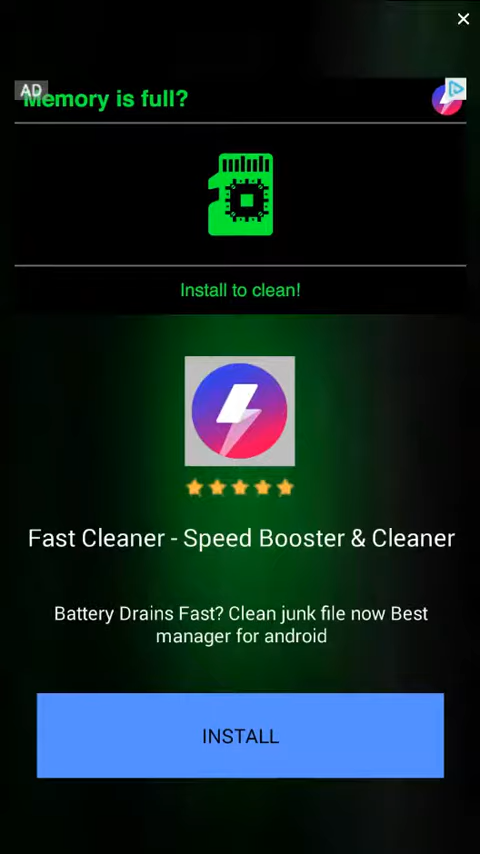 AD
Memory is full?
Install to clean!
Fast Cleaner - Speed Booster & Cleaner
Battery Drains Fast? Clean junk file now Best
manager for android
INSTALL